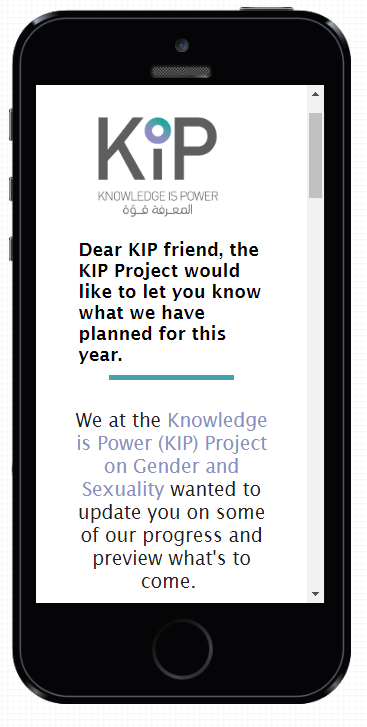 KiP
KNOWLEDGE IS POWER
المعرفة قوّة
Dear KIP friend, the
KIP Project would
like to let you know
what we have
planned for this
year.
We at the Knowledge
is Power (KIP) Project
on Gender and
Sexuality wanted to
update you on some
of our progress and
preview what's to
come.